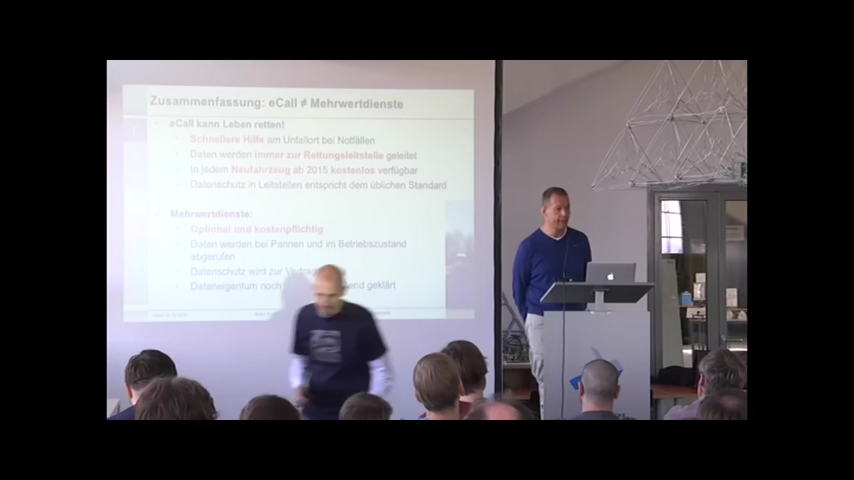 Zusammenfassung: eCall ≠ Mehrwertdienste
eCall kann Leben retten!
Schnellere Hilfe am Unfallort bei Notfällen
Daten werden immer zur Rettungsleitstelle geleitet
In jedem Neufahrzeug ab 2015 kostenlos verfügbar
Datenschutz in Leitstellen entspricht dem üblichen Standard
Mehrwertdienste:
Optional und kostenpflichtig
Daten werden bei Pannen und im Betriebszustand
abgerufen
Datenschutz wird zur
Dateneigentum noch geklärt